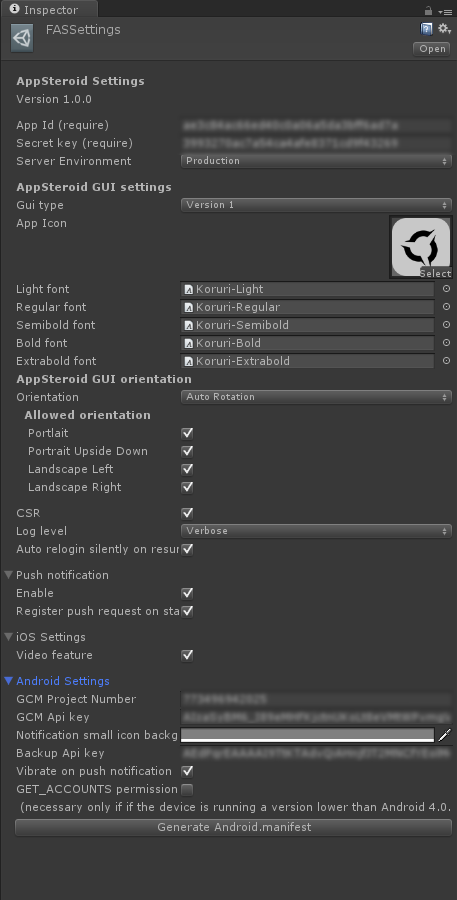 Inspector
FASSettings
Open
AppSteroid Settings
Version 1.0.0
App Id (require)
Secret key (require)
Server Environment Production
AppSteroid GUI settings
Gui type Version 1
App Icon
Select
Light font Koruri-Light
Regular font Koruri-Regular
Semibold font Koruri-Semibold
Bold font Koruri-Bold
Extrabold font Koruri-Extrabold
AppSteroid GUI orientation
Orientation Auto Rotation
Allowed orientation
Portlait
Portrait Upside Down
Landscape Left
Landscape Right
CSR
Log level Verbose
Auto relogin silently on resur
Push notification
Enable
Register push request on sta
iOS Settings
Video feature
Android Settings
GCM Project Number
GCM Api key
Notification small icon backg
Backup Api key
Vibrate on push notification
GET_ACCOUNTS permission
(necessary only if if the device is running a version lower than Android 4.0.
Generate Android.manifest